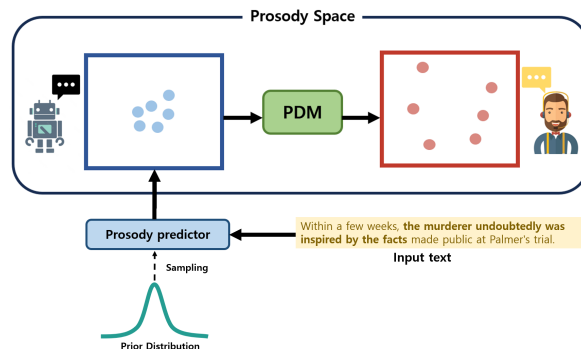 Prosody Space
PDM
Prosody predictor
Within a few weeks, the murderer undoubtedly was
inspired by the facts made public at Palmer's trial.
Input text
Sampling
Prior Distribution